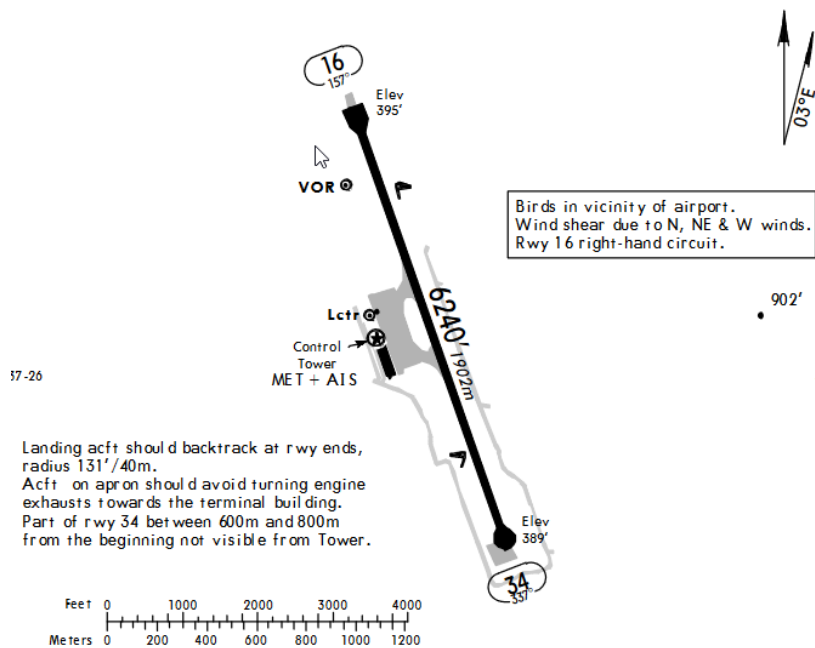 16
157°
Elev
395'
03°E
VOR
Birds in vicinity of airport.
Wind shear due to N, NE & W winds.
Rwy 16 right-hand circuit.
6240'
1902m
902'
Lctr
Control
Tower
MET + AIS
37-26
Landing acft should backtrack at rwy ends,
radius 131'/40m.
Acft on apron should avoid turning engine
exhausts towards the terminal building.
Part of rwy 34 between 600m and 800m
from the beginning not visible from Tower.
Elev
389'
34
337°
Feet 0 1000 2000 3000 4000
Meters 0 200 400 600 800 1000 1200